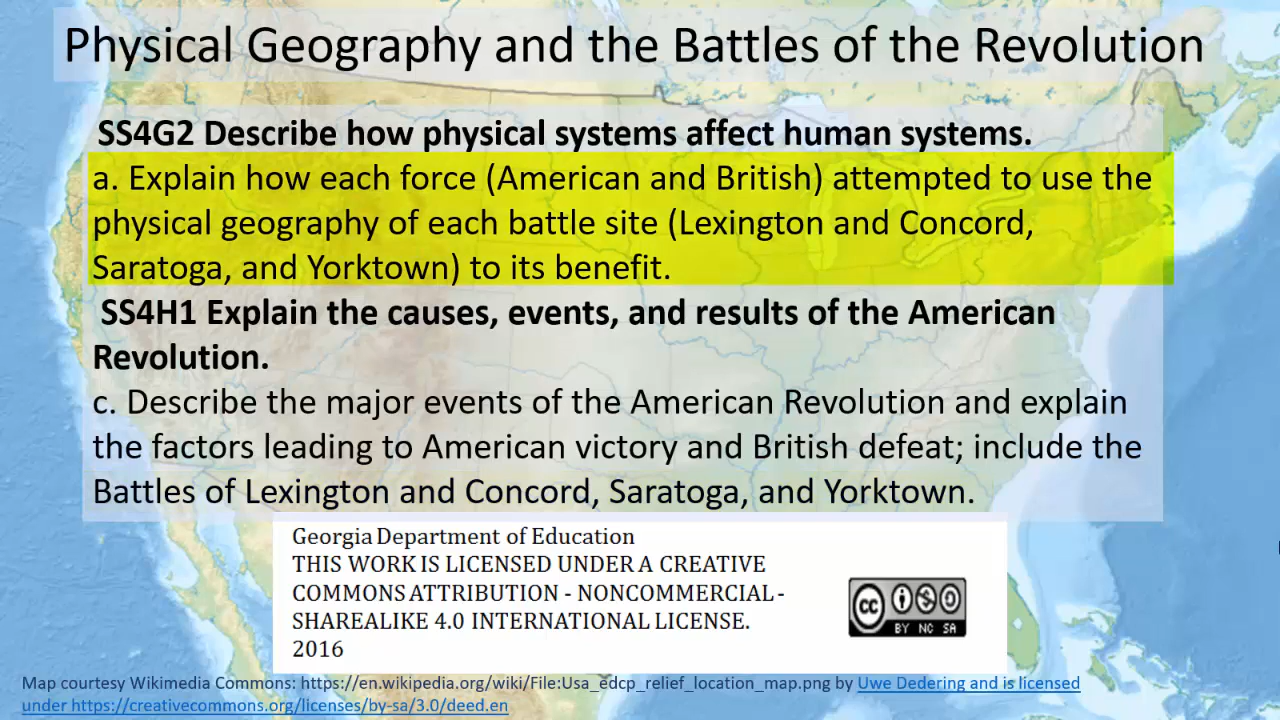 Physical Geography and the Battles of the Revolution
SS4G2 Describe how physical systems affect human systems.
a. Explain how each force (American and British) attempted to use the
physical geography of each battle site (Lexington and Concord,
Saratoga, and Yorktown) to its benefit.
SS4H1 Explain the causes, events, and results of the American
Revolution.
c. Describe the major events of the American Revolution and explain
the factors leading to American victory and British defeat; include the
Battles of Lexington and Concord, Saratoga, and Yorktown.
Georgia Department of Education
THIS WORK IS LICENSED UNDER A CREATIVE
COMMONS ATTRIBUTION - NONCOMMERCIAL -
SHAREALIKE 4.0 INTERNATIONAL LICENSE.
2016
cc
BY NC SA
Map courtesy Wikimedia Commons: https://en.wikipedia.org/wiki/File:Usa_edcp_relief_location_map.png by Uwe Dedering and is licensed
under https://creativecommons.org/licenses/by-sa/3.0/deed.en